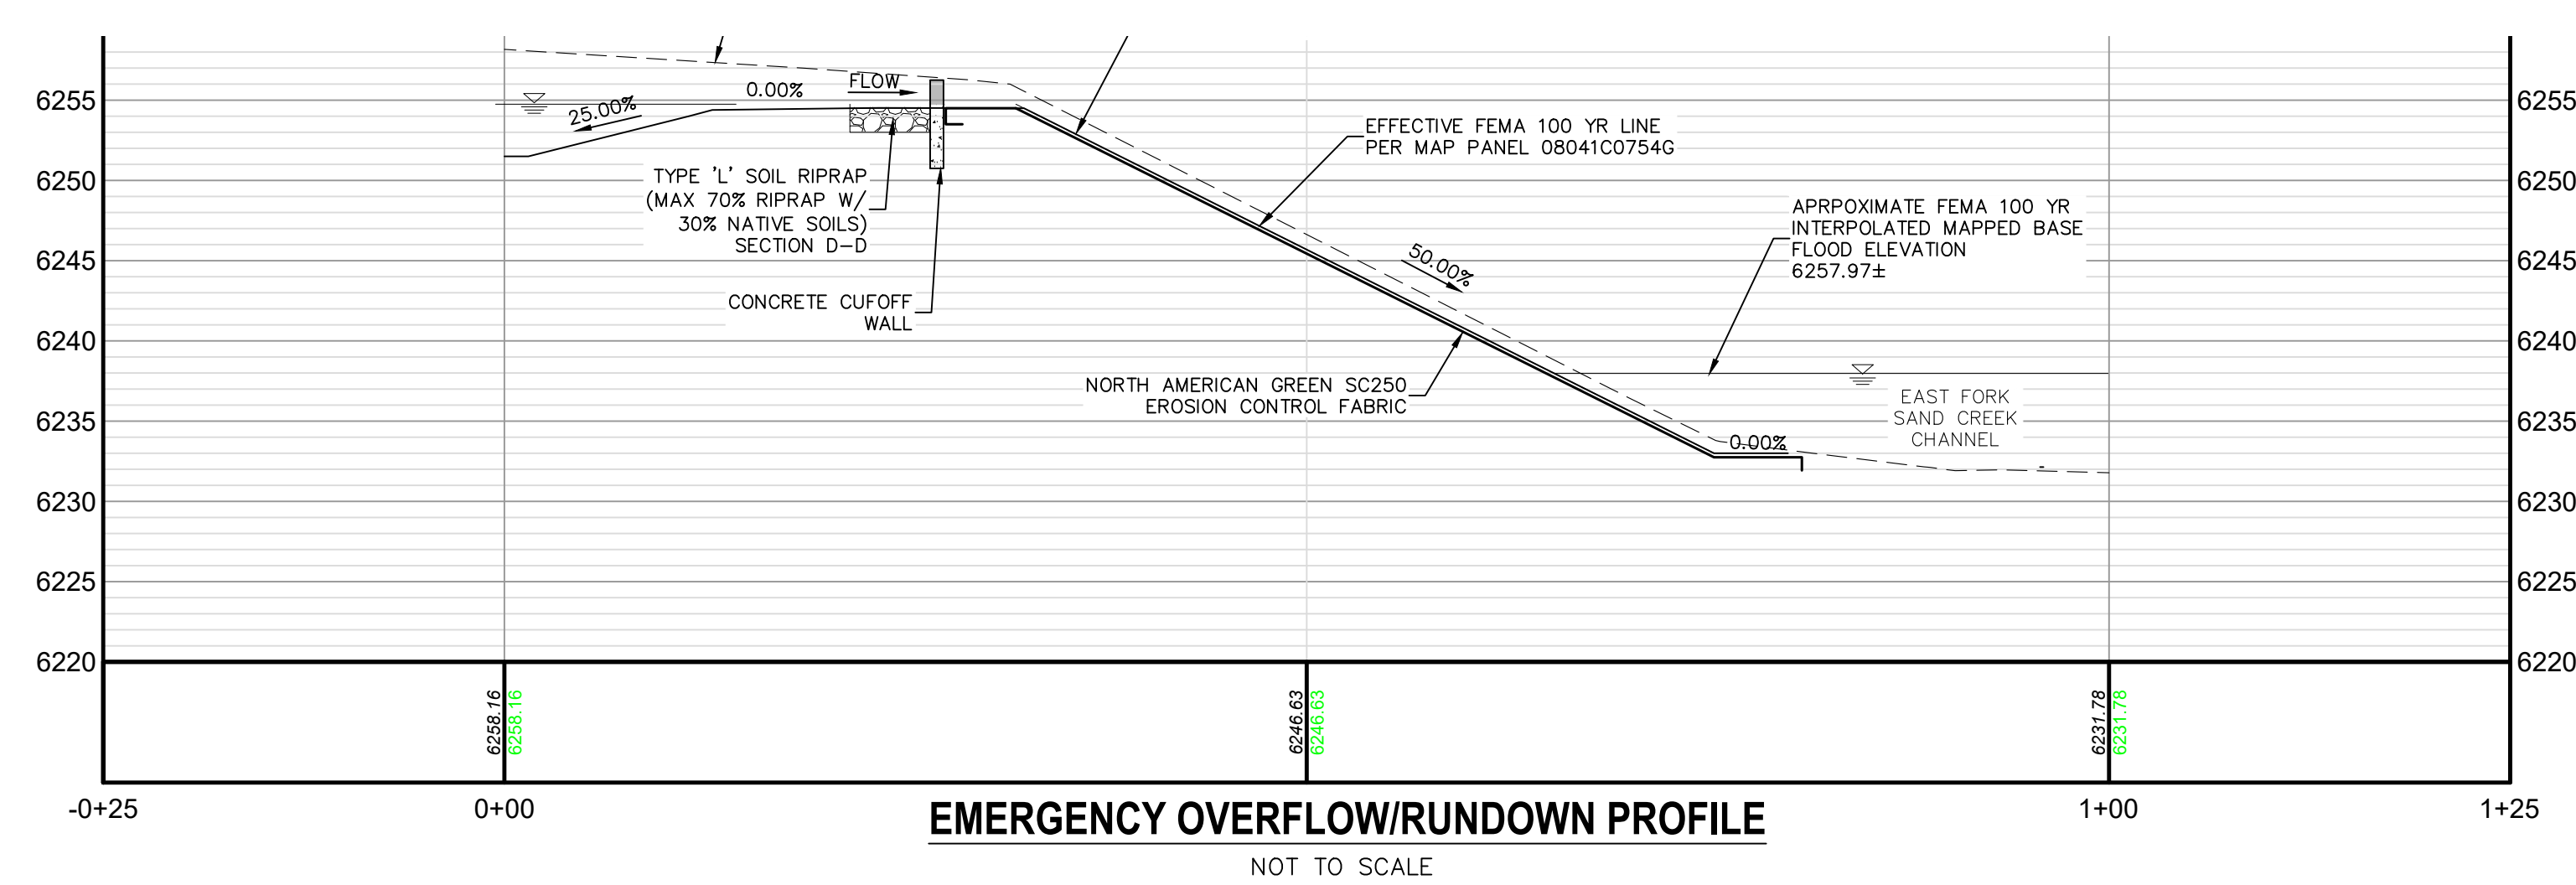 6255
6250
6245
6240
6235
6230
6225
6220
6255
6250
6245
6240
6235
6230
6225
6220
25.00%
0.00%
FLOW
TYPE 'L' SOIL RIPRAP
(MAX 70% RIPRAP W/
30% NATIVE SOILS)
SECTION D-D
CONCRETE CUFOFF
WALL
EFFECTIVE FEMA 100 YR LINE
PER MAP PANEL 08041C0754G
50.00%
APRPOXIMATE FEMA 100 YR
INTERPOLATED MAPPED BASE
FLOOD ELEVATION
6257.97±
NORTH AMERICAN GREEN SC250
EROSION CONTROL FABRIC
0.00%
EAST FORK
SAND CREEK
CHANNEL
6258.16
6258.16
6246.63
6246.63
6231.78
6231.78
-0+25
0+00
1+00
1+25
EMERGENCY OVERFLOW/RUNDOWN PROFILE
NOT TO SCALE